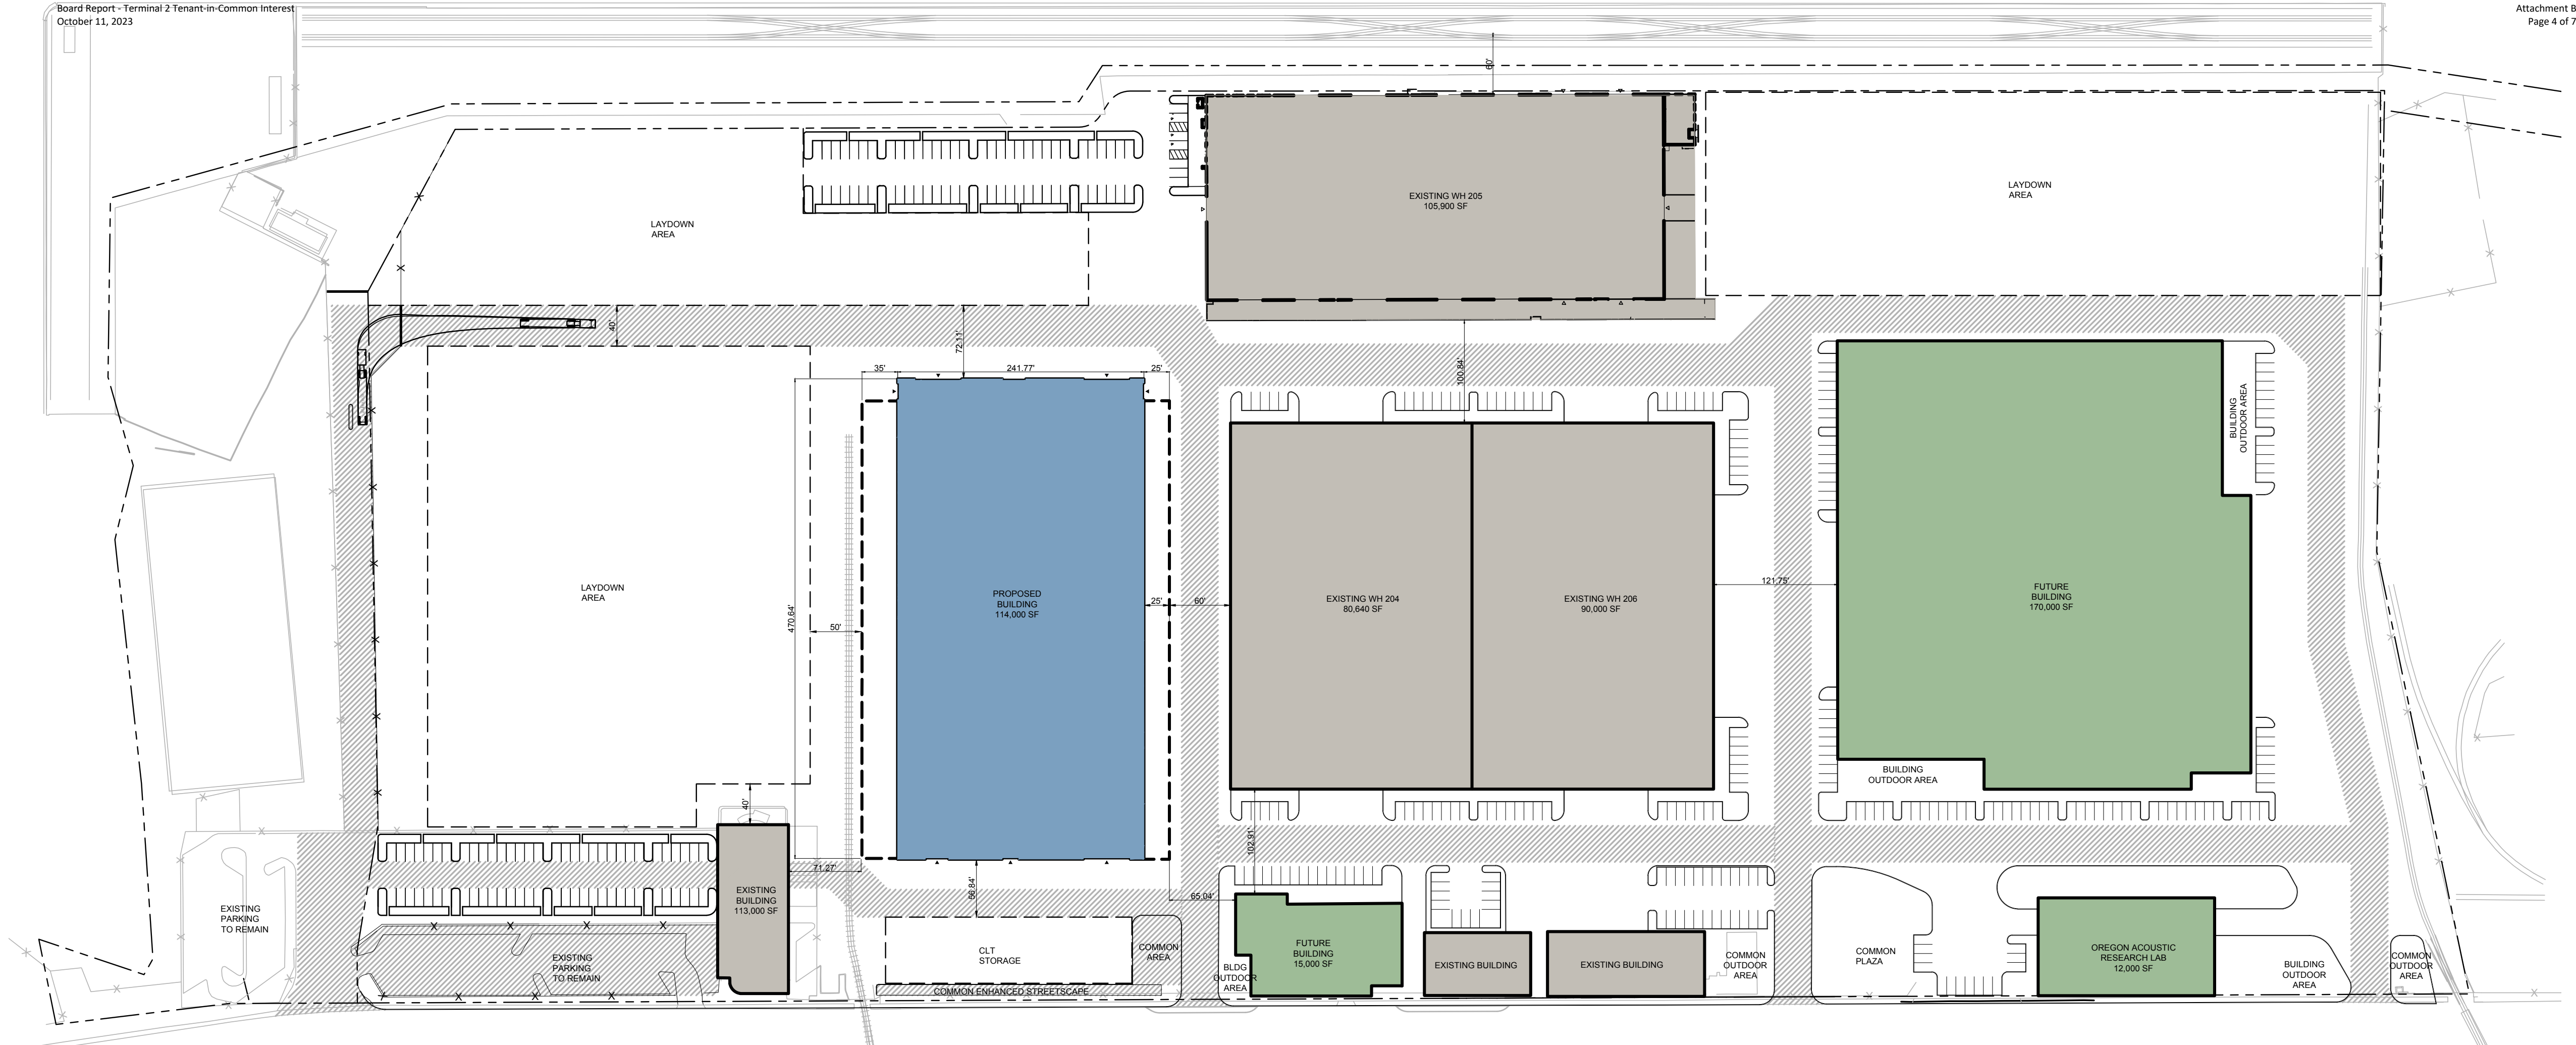 Board Report - Terminal 2 Tenant-in-Common Interest
October 11, 2023
Attachment B
Page 4 of 7
60'
LAYDOWN
AREA
EXISTING WH 205
105,900 SF
LAYDOWN
AREA
40'
72.11'
100.84'
35'
241.77'
25'
BUILDING
OUTDOOR AREA
LAYDOWN
AREA
470.64'
50'
PROPOSED
BUILDING
114,000 SF
25'
60'
EXISTING WH 204
80,640 SF
EXISTING WH 206
90,000 SF
121.75'
FUTURE
BUILDING
170,000 SF
BUILDING
OUTDOOR AREA
40'
102.91'
71.27'
56.84'
65.04'
EXISTING
PARKING
TO REMAIN
EXISTING
BUILDING
113,000 SF
EXISTING
PARKING
TO REMAIN
CLT
STORAGE
COMMON
AREA
COMMON ENHANCED STREETSCAPE
BLDG
OUTDOOR
AREA
FUTURE
BUILDING
15,000 SF
EXISTING BUILDING
EXISTING BUILDING
COMMON
OUTDOOR
AREA
COMMON
PLAZA
OREGON ACOUSTIC
RESEARCH LAB
12,000 SF
BUILDING
OUTDOOR
AREA
COMMON
OUTDOOR
AREA